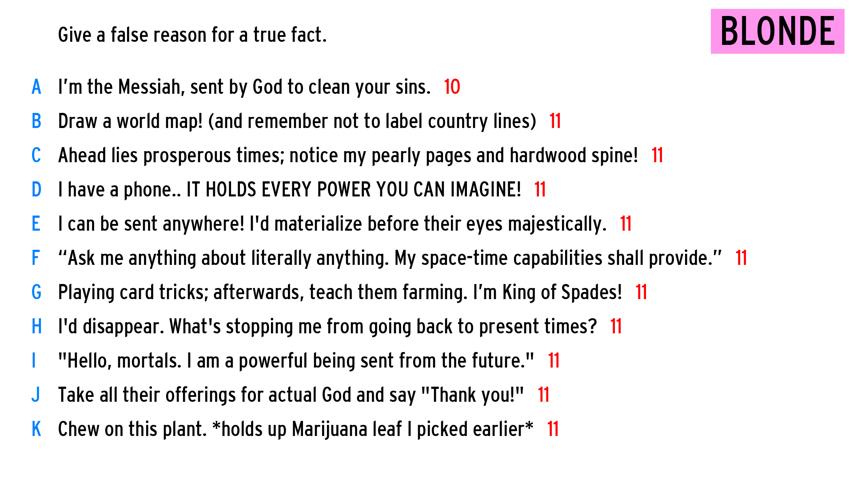 Give a false reason for a true fact.
BLONDE
A I’m the Messiah, sent by God to clean your sins. 10
B Draw a world map! (and remember not to label country lines) 11
C Ahead lies prosperous times; notice my pearly pages and hardwood spine! 11
D I have a phone.. IT HOLDS EVERY POWER YOU CAN IMAGINE! 11
E I can be sent anywhere! I'd materialize before their eyes majestically. 11
F “Ask me anything about literally anything. My space-time capabilities shall provide.” 11
G Playing card tricks; afterwards, teach them farming. I’m King of Spades! 11
H I'd disappear. What's stopping me from going back to present times? 11
I "Hello, mortals. I am a powerful being sent from the future." 11
J Take all their offerings for actual God and say "Thank you!" 11
K Chew on this plant. *holds up Marijuana leaf I picked earlier* 11